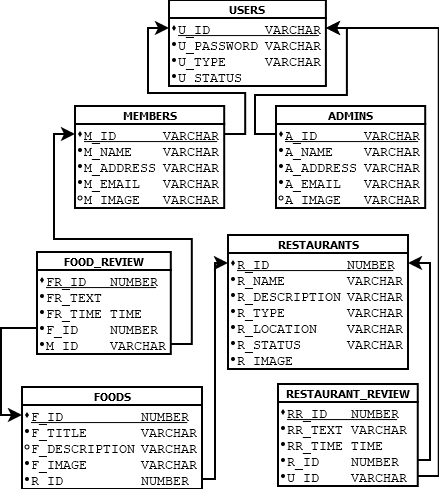 USERS
U_ID VARCHAR
U_PASSWORD VARCHAR
U_TYPE VARCHAR
U_STATUS
MEMBERS
M_ID VARCHAR
M_NAME VARCHAR
M_ADDRESS VARCHAR
M_EMAIL VARCHAR
M_IMAGE VARCHAR
ADMINS
A_ID VARCHAR
A_NAME VARCHAR
A_ADDRESS VARCHAR
A_EMAIL VARCHAR
A_IMAGE VARCHAR
FOOD_REVIEW
FR_ID NUMBER
FR_TEXT
FR_TIME TIME
F_ID NUMBER
M_ID VARCHAR
RESTAURANTS
R_ID NUMBER
R_NAME VARCHAR
R_DESCRIPTION VARCHAR
R_TYPE VARCHAR
R_LOCATION VARCHAR
R_STATUS VARCHAR
R_IMAGE
FOODS
F_ID NUMBER
F_TITLE VARCHAR
F_DESCRIPTION VARCHAR
F_IMAGE VARCHAR
R_ID NUMBER
RESTAURANT_REVIEW
RR_ID NUMBER
RR_TEXT VARCHAR
RR_TIME TIME
R_ID NUMBER
U_ID VARCHAR